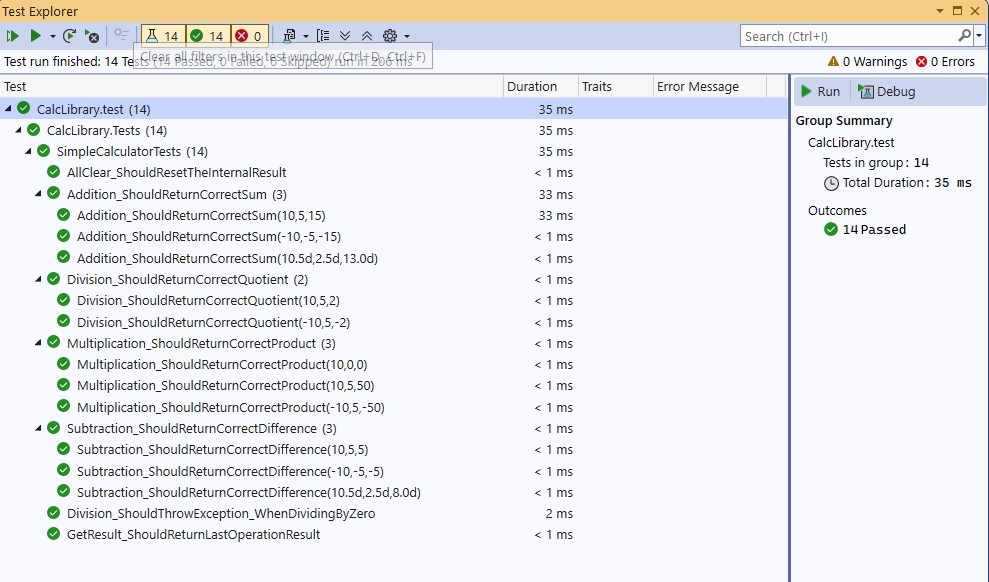 Test Explorer
14 14 0
Search (Ctrl+I)
Clear all filters in this test window (Ctrl+D, Ctrl+F)
Test run finished: 14 Tests (14 Passed, 0 Failed, 0 Skipped) run in 206 ms
0 Warnings 0 Errors
Test Duration Traits Error Message
CalcLibrary.test (14) 35 ms
CalcLibrary.Tests (14) 35 ms
SimpleCalculatorTests (14) 35 ms
AllClear_ShouldResetTheInternalResult < 1 ms
Addition_ShouldReturnCorrectSum (3) 33 ms
Addition_ShouldReturnCorrectSum(10,5,15) 33 ms
Addition_ShouldReturnCorrectSum(-10,-5,-15) < 1 ms
Addition_ShouldReturnCorrectSum(10.5d,2.5d,13.0d) < 1 ms
Division_ShouldReturnCorrectQuotient (2) < 1 ms
Division_ShouldReturnCorrectQuotient(10,5,2) < 1 ms
Division_ShouldReturnCorrectQuotient(-10,5,-2) < 1 ms
Multiplication_ShouldReturnCorrectProduct (3) < 1 ms
Multiplication_ShouldReturnCorrectProduct(10,0,0) < 1 ms
Multiplication_ShouldReturnCorrectProduct(10,5,50) < 1 ms
Multiplication_ShouldReturnCorrectProduct(-10,5,-50) < 1 ms
Subtraction_ShouldReturnCorrectDifference (3) < 1 ms
Subtraction_ShouldReturnCorrectDifference(10,5,5) < 1 ms
Subtraction_ShouldReturnCorrectDifference(-10,-5,-5) < 1 ms
Subtraction_ShouldReturnCorrectDifference(10.5d,2.5d,8.0d) < 1 ms
Division_ShouldThrowException_WhenDividingByZero 2 ms
GetResult_ShouldReturnLastOperationResult < 1 ms
Run Debug
Group Summary
CalcLibrary.test
Tests in group: 14
Total Duration: 35 ms
Outcomes
14 Passed